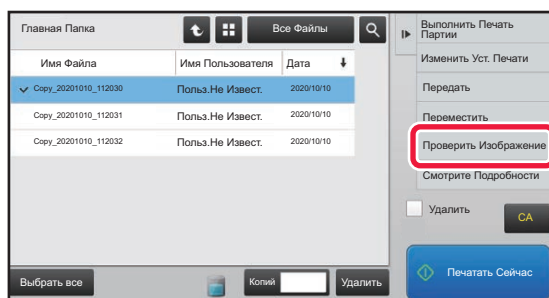 Главная Папка
Все Файлы
Имя Файла
Имя Пользователя
Дата
Copy_20201010_112030
Польз.Не Извест.
2020/10/10
Copy_20201010_112031
Польз.Не Извест.
2020/10/10
Copy_20201010_112032
Польз.Не Извест.
2020/10/10
Выбрать все
Копий
Удалить
Выполнить Печать
Партии
Изменить Уст. Печати
Передать
Переместить
Проверить Изображение
Смотрите Подробности
Удалить
CA
Печатать Сейчас